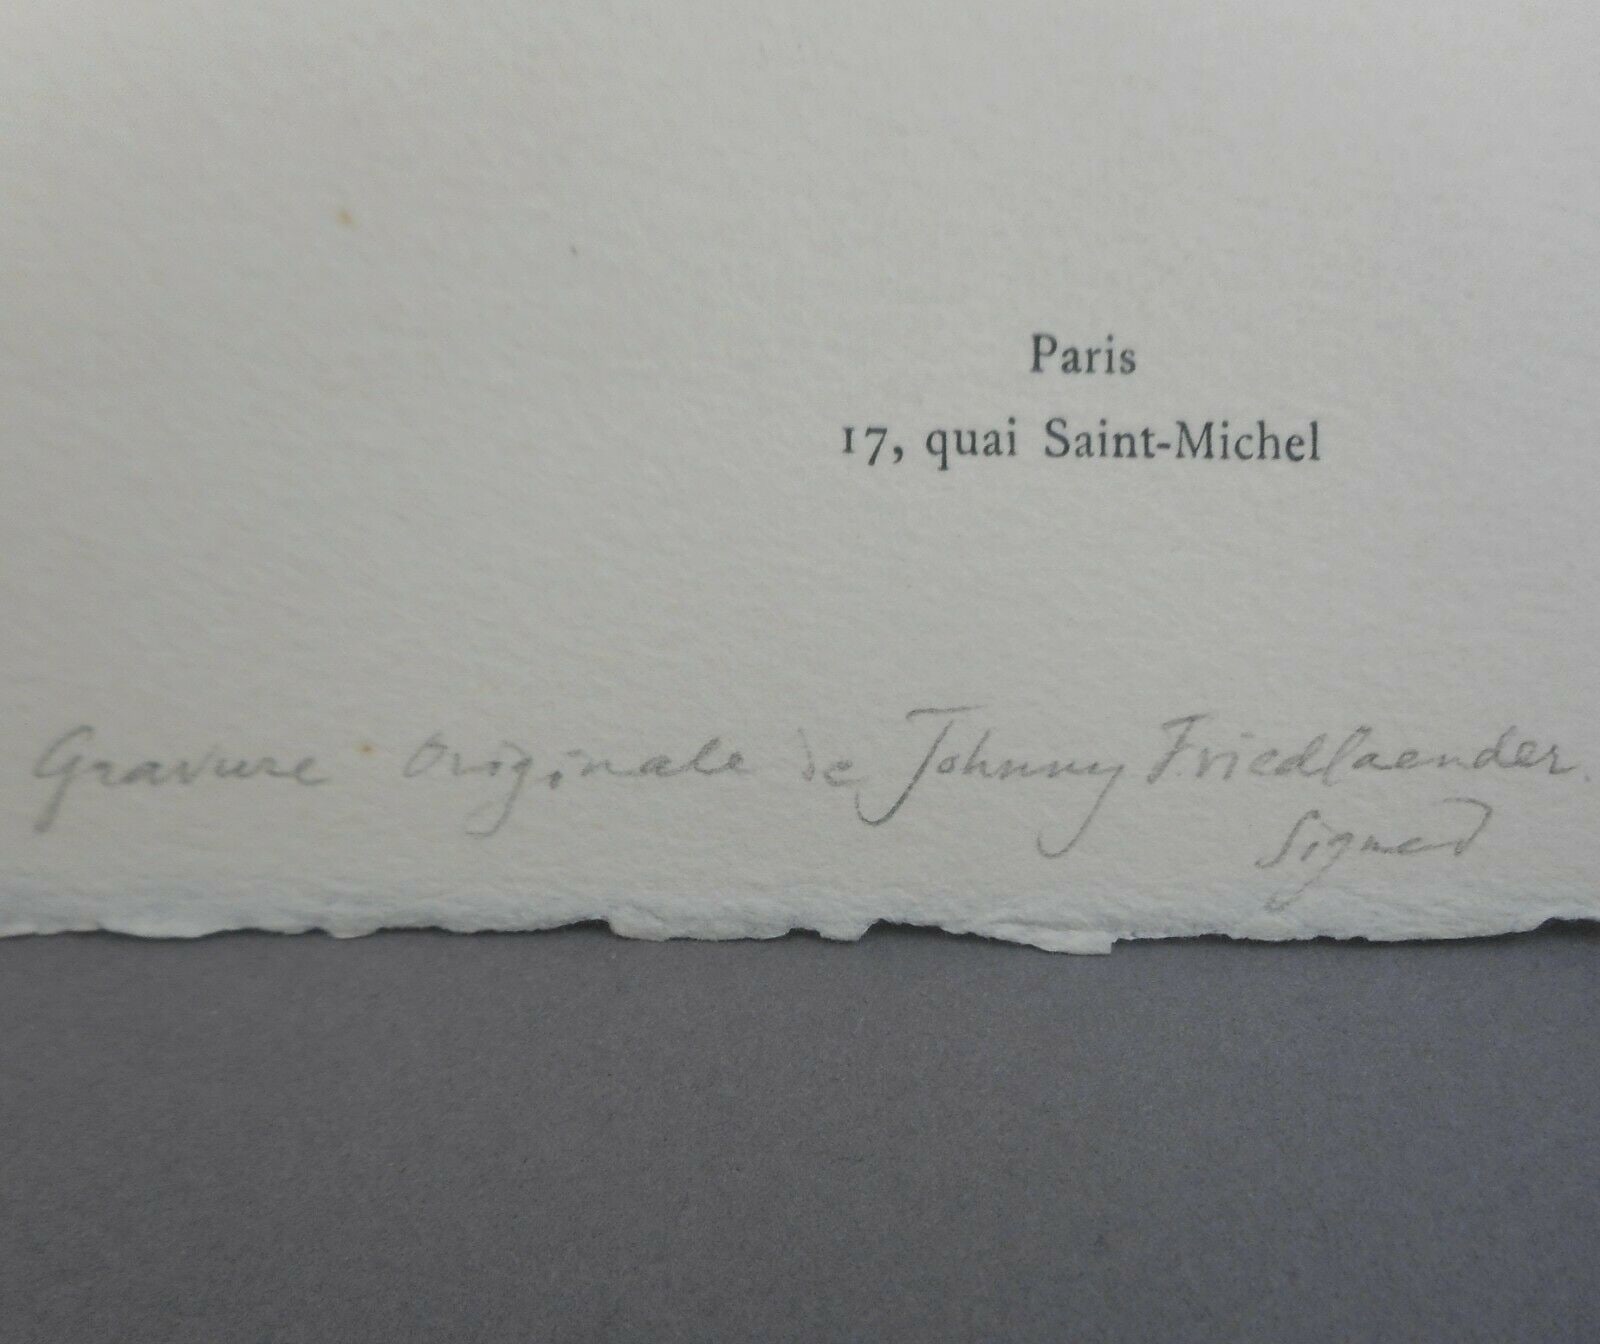 Paris
17, quai Saint-Michel
Gravure Originale de Johnny Friedlaender.
Signed